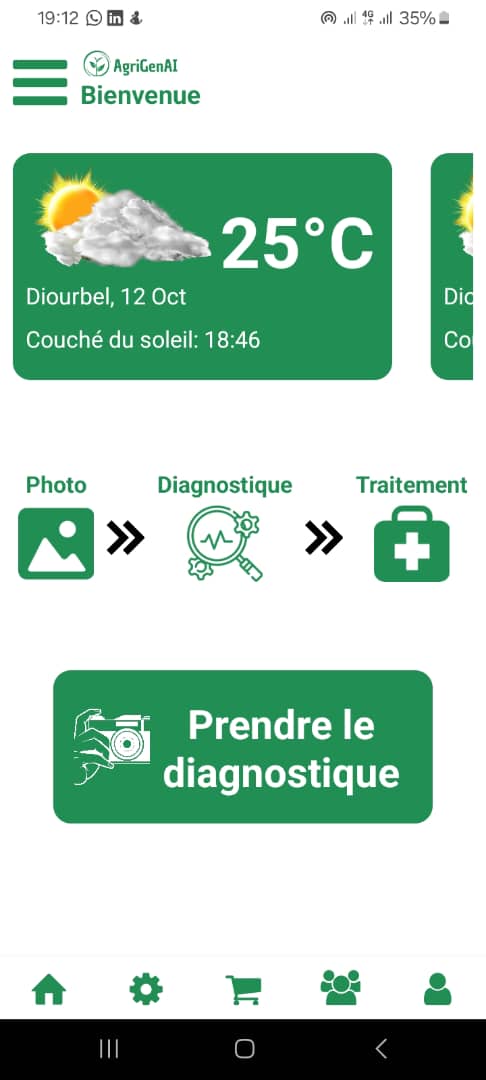 19:12
4G 35%
AgriGenAI
Bienvenue
25°C
Diourbel, 12 Oct
Couché du soleil: 18:46
Dio
Co
Photo
Diagnostique
Traitement
Prendre le
diagnostique